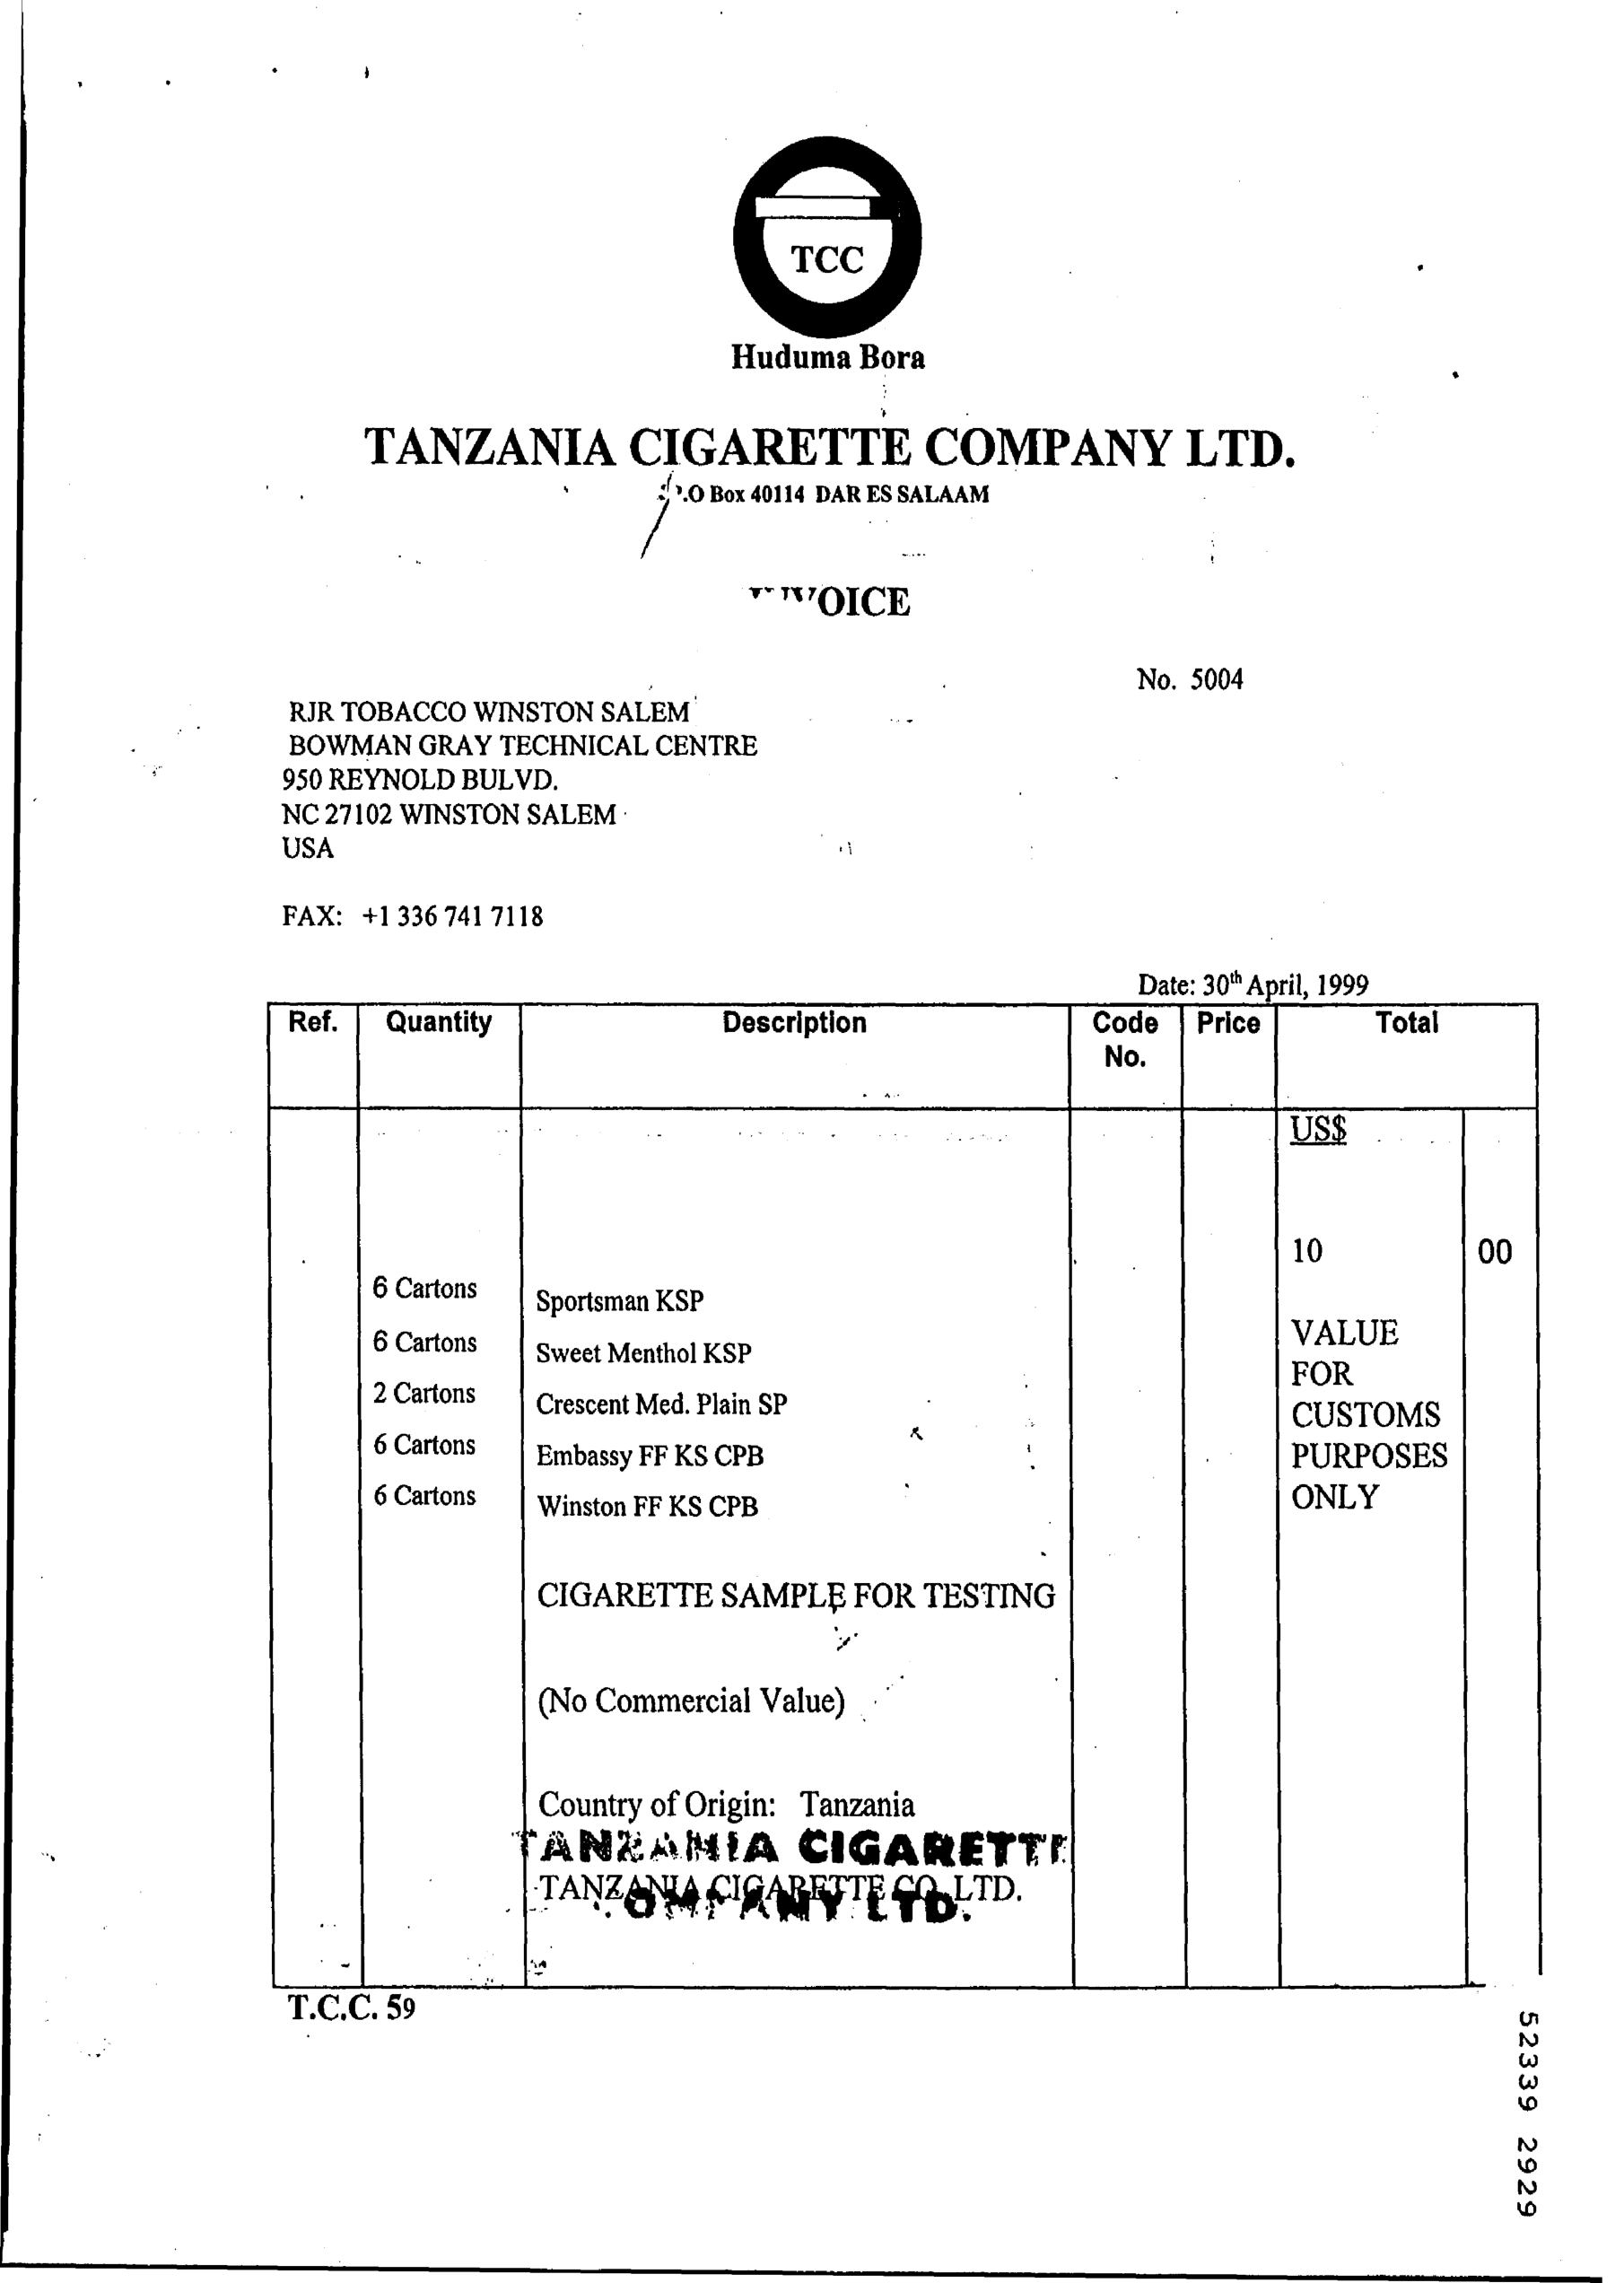 TCC
Huduma Bora
TANZANIA CIGARETTE COMPANY LTD.
.O Box 40114 DAR ES SALAAM
VOICE
No. 5004
RJR TOBACCO WINSTON SALEM
BOWMAN GRAY TECHNICAL CENTRE
950 REYNOLD BULVD.
NC 27102 WINSTON SALEM
USA
FAX: +1 336 741 7118
Date: 30th April, 1999
Ref. Quantity Description Code No. Price Total
US$
10 00
6 Cartons Sportsman KSP
6 Cartons Sweet Menthol KSP
2 Cartons Crescent Med. Plain SP
6 Cartons Embassy FF KS CPB
6 Cartons Winston FF KS CPB
VALUE
FOR
CUSTOMS
PURPOSES
ONLY
CIGARETTE SAMPLE FOR TESTING
(No Commercial Value)
Country of Origin: Tanzania
TANZANIA CIGARETTE
TANZANIA CIGARETTE CO. LTD.
OMPANY LTD.
T.C.C. 59
52339 2929